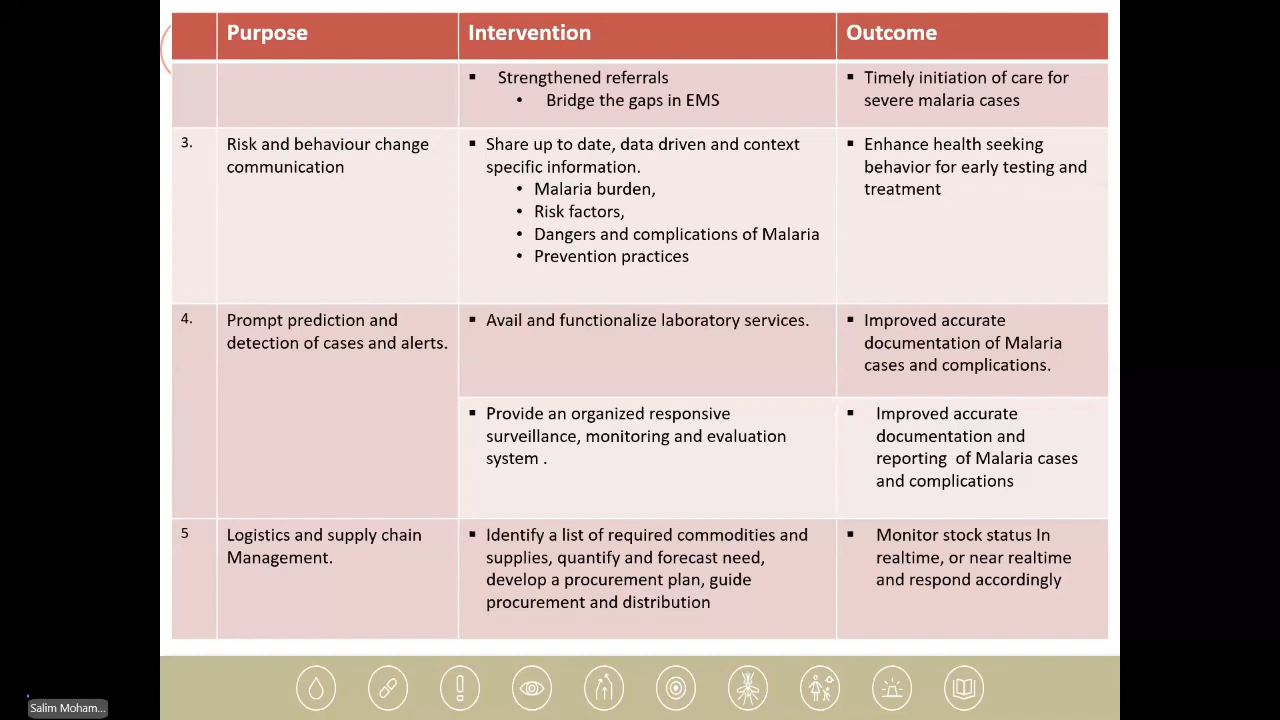 Purpose
Intervention
Outcome
▪ Strengthened referrals
• Bridge the gaps in EMS
▪ Timely initiation of care for
severe malaria cases
3.
Risk and behaviour change
communication
▪ Share up to date, data driven and context
specific information.
• Malaria burden,
• Risk factors,
• Dangers and complications of Malaria
• Prevention practices
▪ Enhance health seeking
behavior for early testing and
treatment
4.
Prompt prediction and
detection of cases and alerts.
▪ Avail and functionalize laboratory services.
▪ Improved accurate
documentation of Malaria
cases and complications.
▪ Provide an organized responsive
surveillance, monitoring and evaluation
system .
▪ Improved accurate
documentation and
reporting  of Malaria cases
and complications
5
Logistics and supply chain
Management.
▪ Identify a list of required commodities and
supplies, quantify and forecast need,
develop a procurement plan, guide
procurement and distribution
▪ Monitor stock status In
realtime, or near realtime
and respond accordingly
Salim Moham...